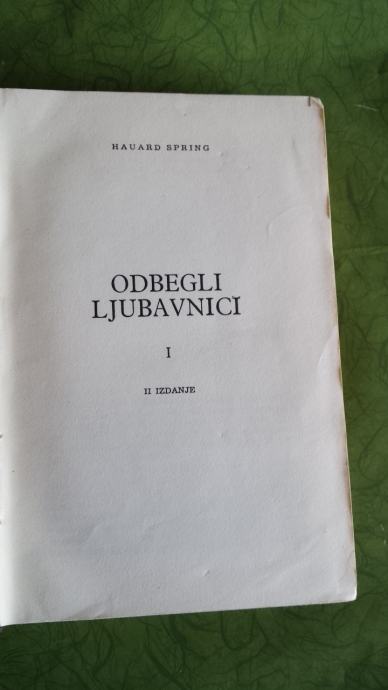 HAUARD SPRING
ODBEGLI
LJUBAVNICI
I
II IZDANJE